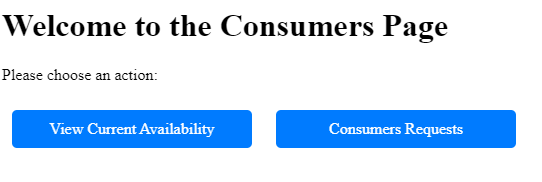 Welcome to the Consumers Page
Please choose an action:
View Current Availability
Consumers Requests